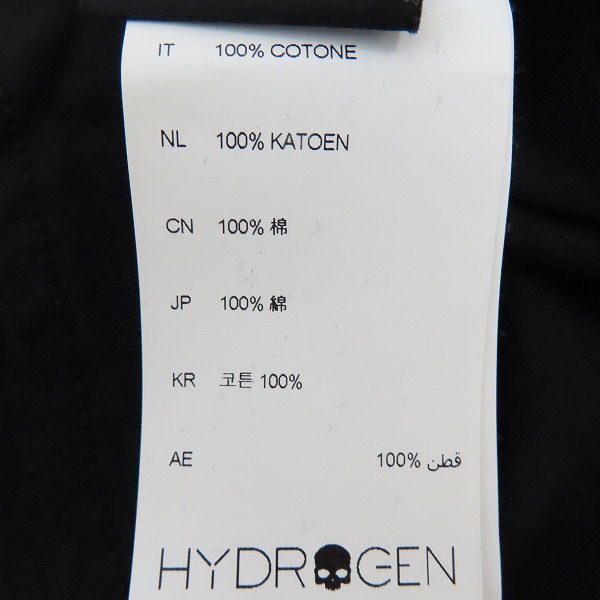 IT 100% COTONE
NL 100% KATOEN
CN 100% 棉
JP 100% 綿
KR 코튼 100%
AE 100% قطن
HYDROGEN